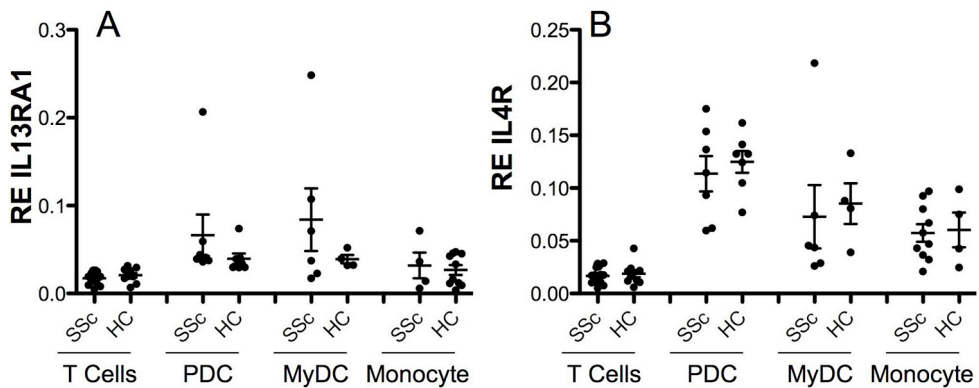 A
RE IL13RA1
0.3
0.2
0.1
0.0
SSc HC SSc HC SSc HC SSc HC
T Cells PDC MyDC Monocyte
B
RE IL4R
0.25
0.20
0.15
0.10
0.05
0.00
SSc HC SSc HC SSc HC SSc HC
T Cells PDC MyDC Monocyte